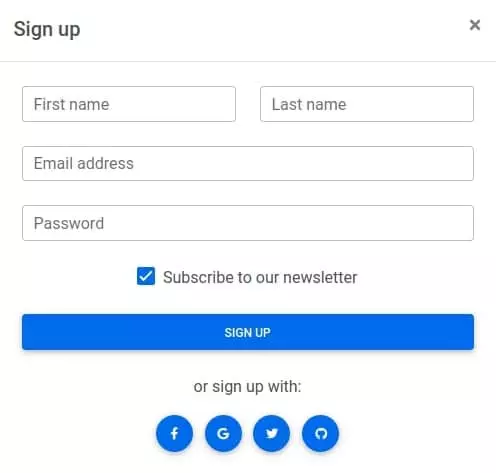 Sign up ×
First name Last name
Email address
Password
Subscribe to our newsletter
SIGN UP
or sign up with: